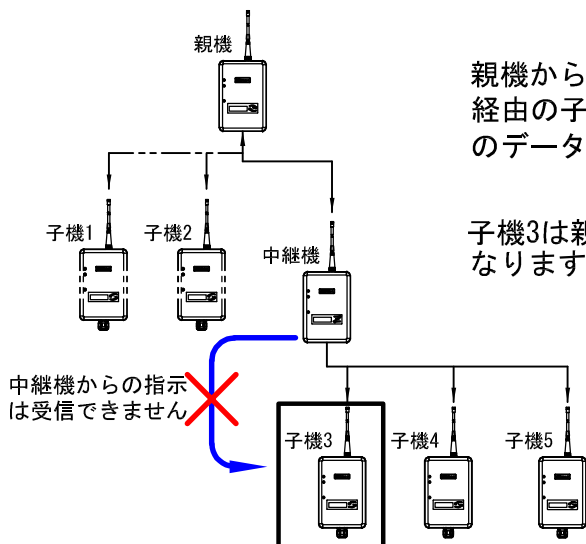 親機
親機から
経由の子
のデータ
子機1
子機2
中継機
子機3は親
なります
中継機からの指示
は受信できません
子機3
子機4
子機5